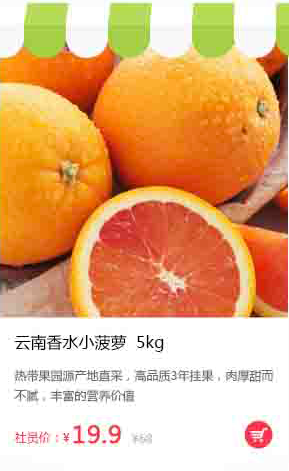 云南香水小菠萝 5kg
热带果园源产地直采，高品质3年挂果，肉厚甜而
不腻，丰富的营养价值
社员价：¥19.9 ¥68